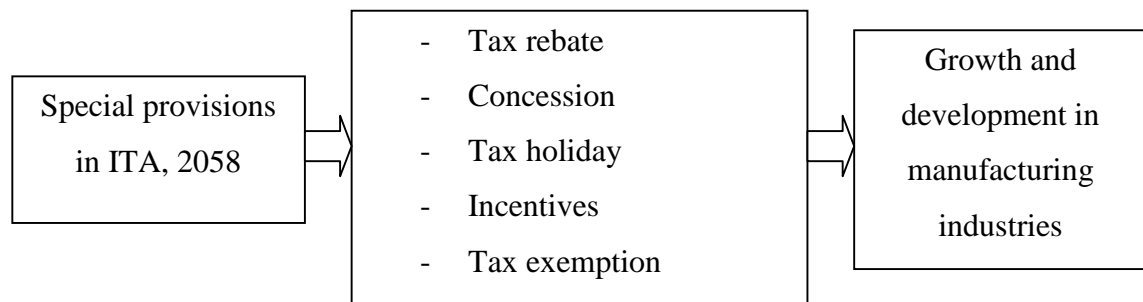 Special provisions
in ITA, 2058
- Tax rebate
- Concession
- Tax holiday
- Incentives
- Tax exemption
Growth and
development in
manufacturing
industries